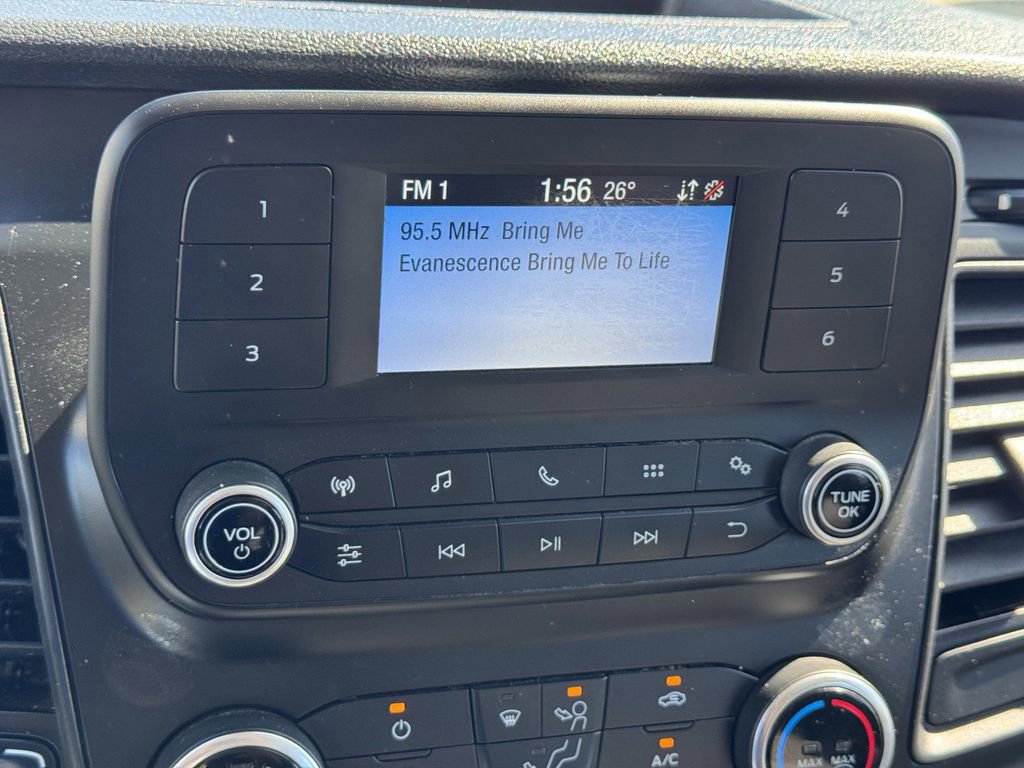 FM 1 1:56 26°
95.5 MHz Bring Me
Evanescence Bring Me To Life
1
2
3
4
5
6
VOL
TUNE
OK
A/C
MAX MAX